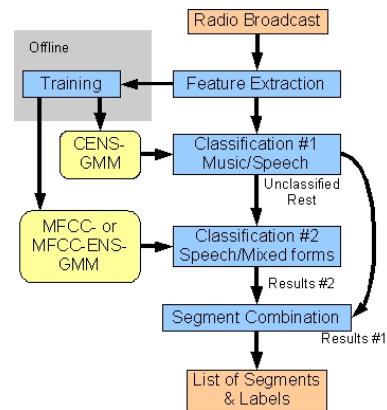 Radio Broadcast
Offline
Training
Feature Extraction
CENS-
GMM
Classification #1
Music/Speech
Unclassified
Rest
MFCC- or
MFCC-ENS-
GMM
Classification #2
Speech/Mixed forms
Results #2
Segment Combination
Results #1
List of Segments
& Labels